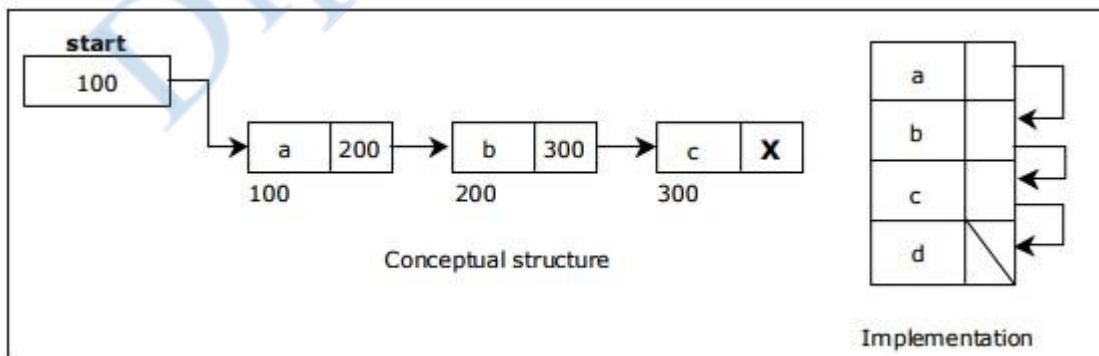 start
100
a 200
b 300
c X
100
200
300
Conceptual structure
a
b
c
d
Implementation